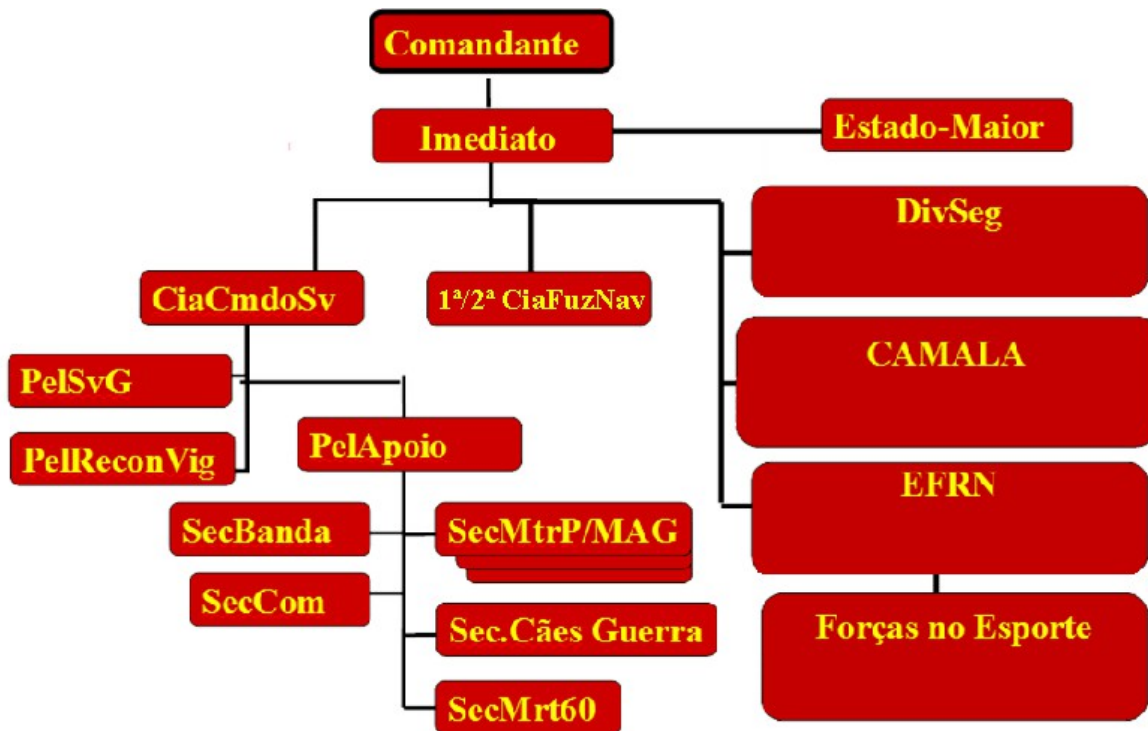 Comandante
Imediato
Estado-Maior
DivSeg
CiaCmdoSv
1ª/2ª CiaFuzNav
CAMALA
PelSvG
PelApoio
PelReconVig
EFRN
SecBanda
SecMtrP/MAG
SecCom
Sec.Cães Guerra
Forças no Esporte
SecMrt60